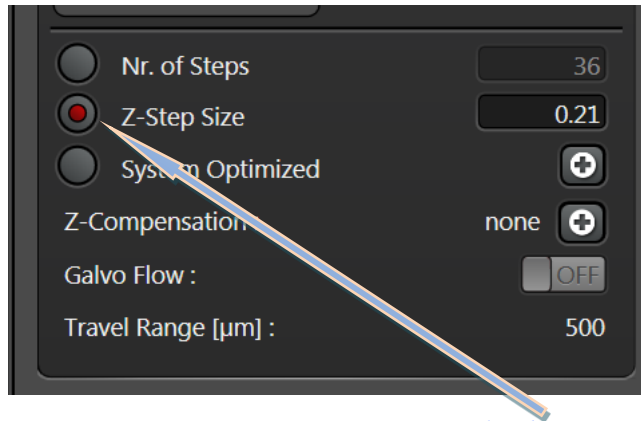 Nr. of Steps 36
Z-Step Size 0.21
System Optimized
Z-Compensation : none
Galvo Flow : OFF
Travel Range [µm] : 500